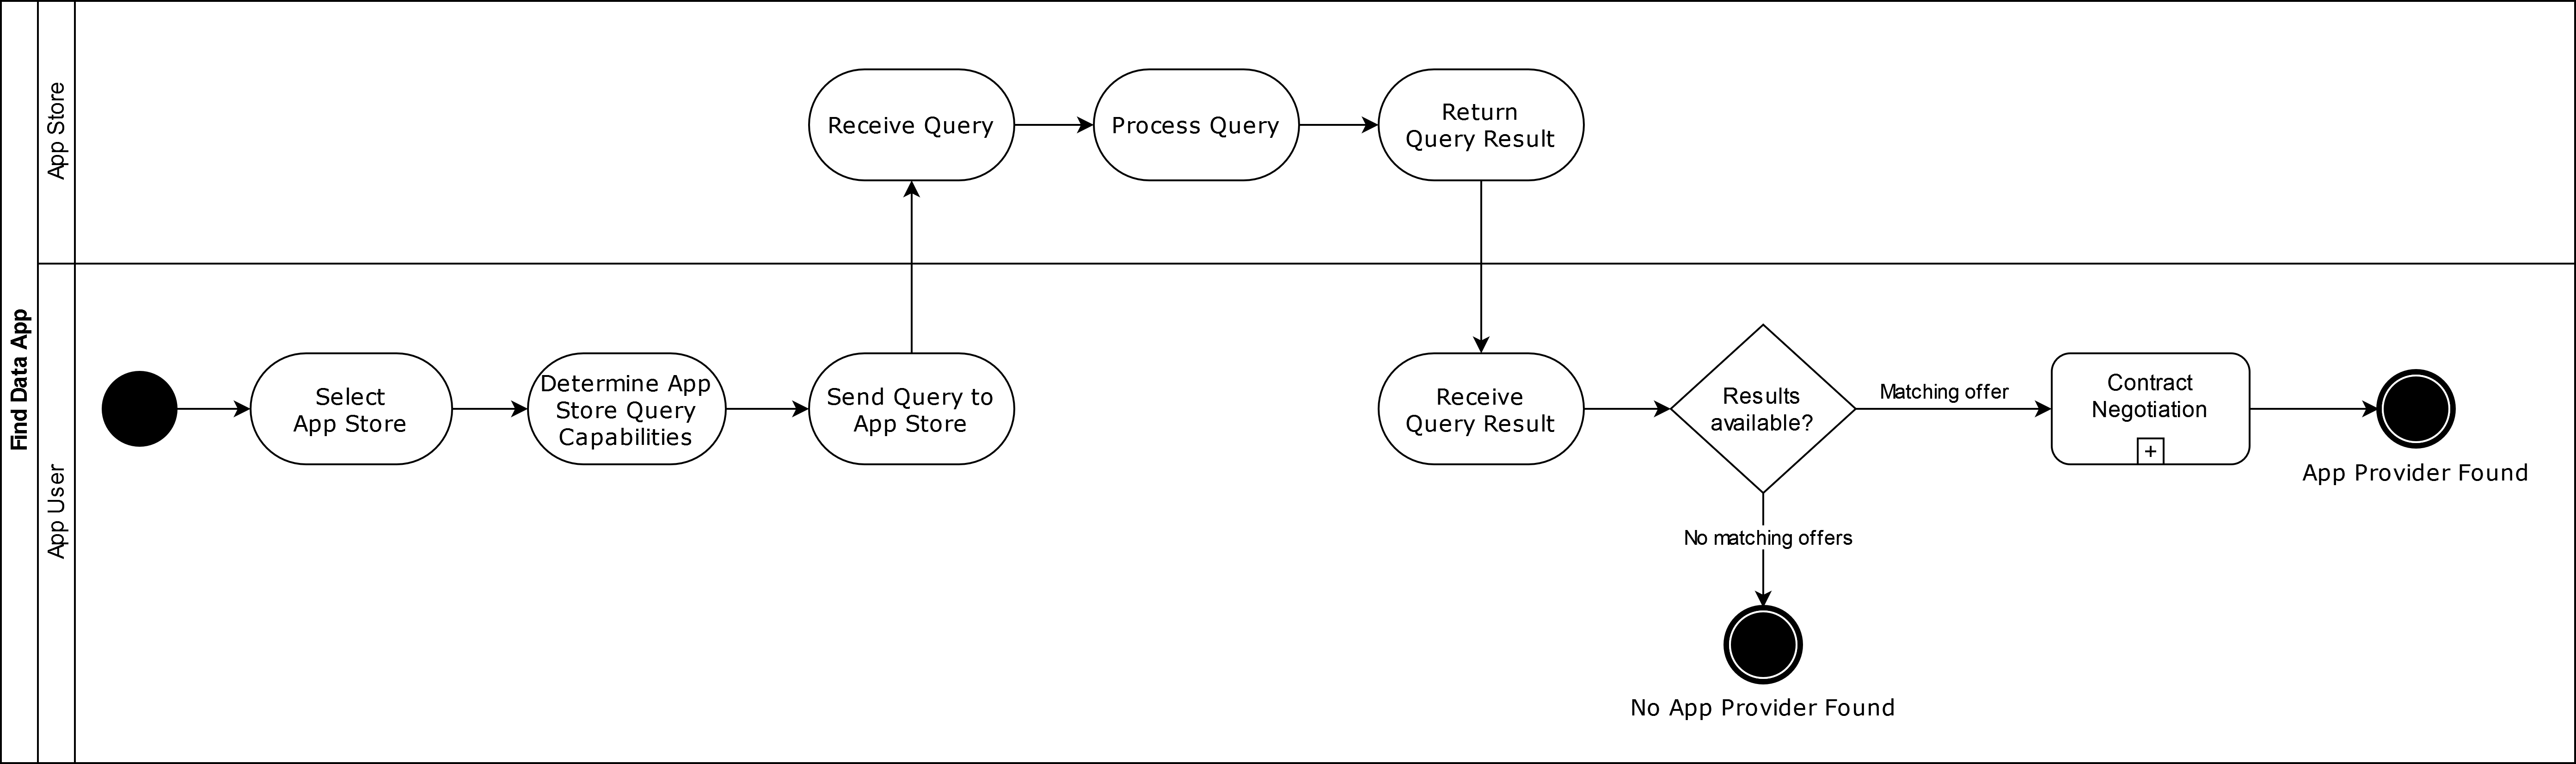 Find Data App
App Store
Receive Query
Process Query
Return
Query Result
App User
Select
App Store
Determine App
Store Query
Capabilities
Send Query to
App Store
Receive
Query Result
Results
available?
Matching offer
Contract
Negotiation
+
App Provider Found
No matching offers
No App Provider Found